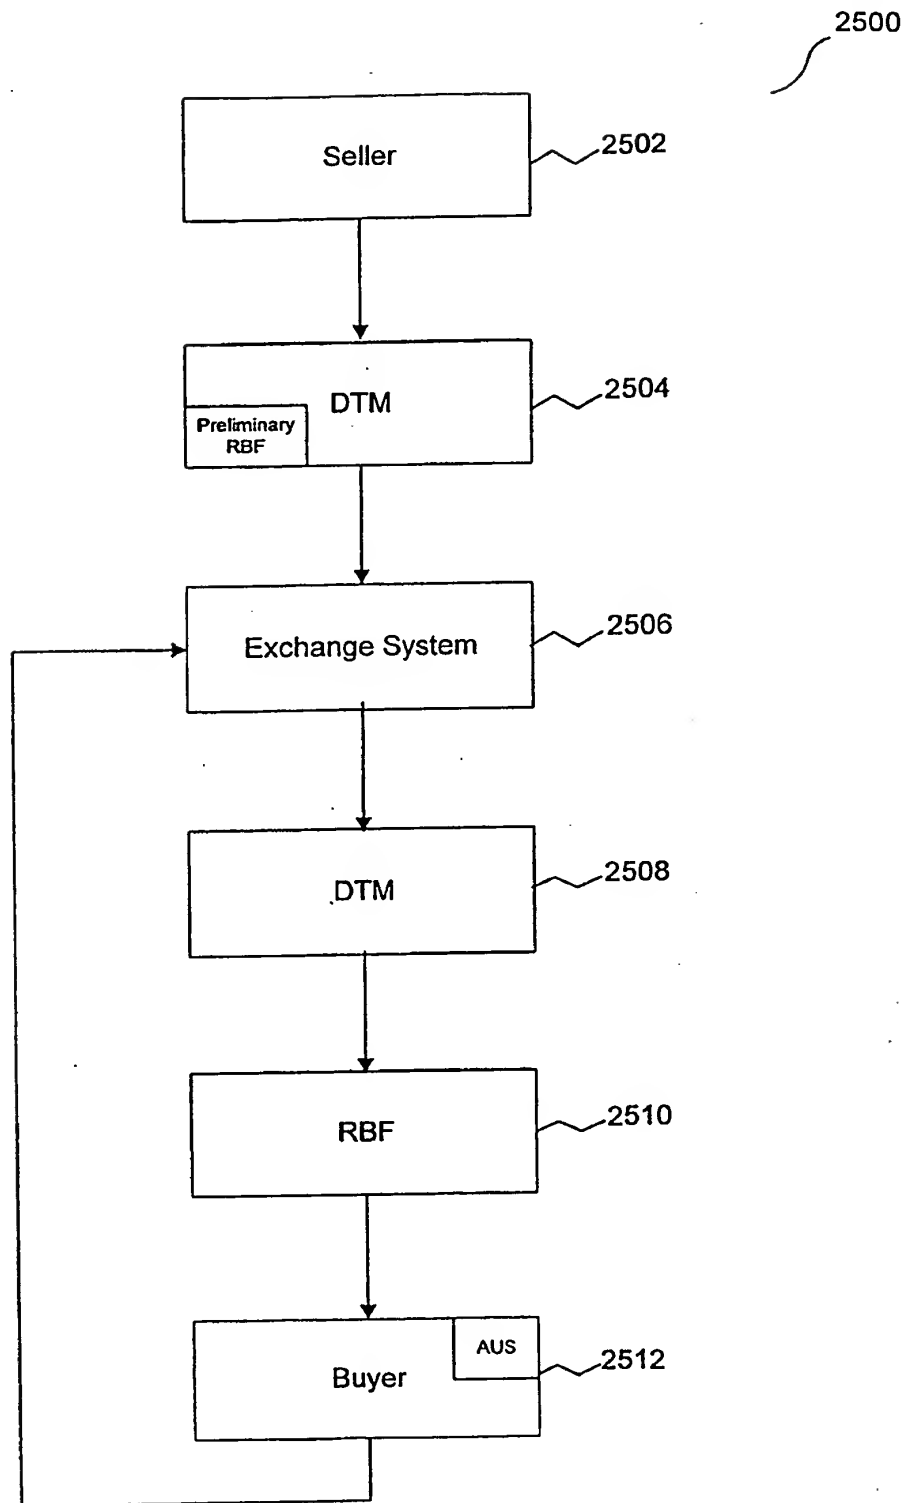 2500
Seller
2502
DTM
2504
Preliminary
RBF
Exchange System
2506
DTM
2508
RBF
2510
AUS
Buyer
2512